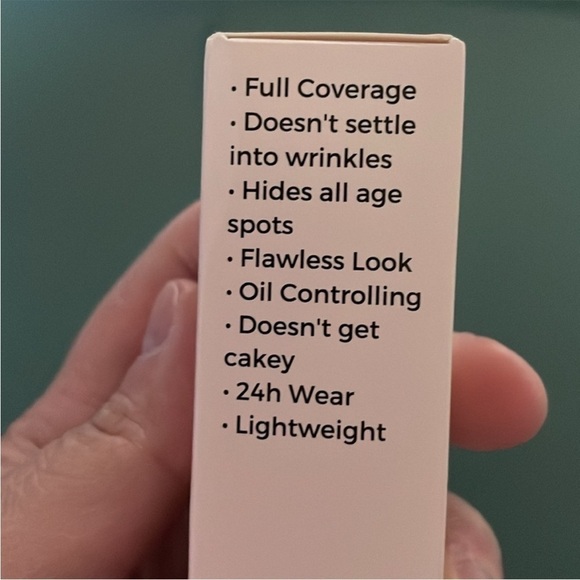 • Full Coverage
• Doesn't settle
into wrinkles
• Hides all age
spots
• Flawless Look
• Oil Controlling
• Doesn't get
cakey
• 24h Wear
• Lightweight